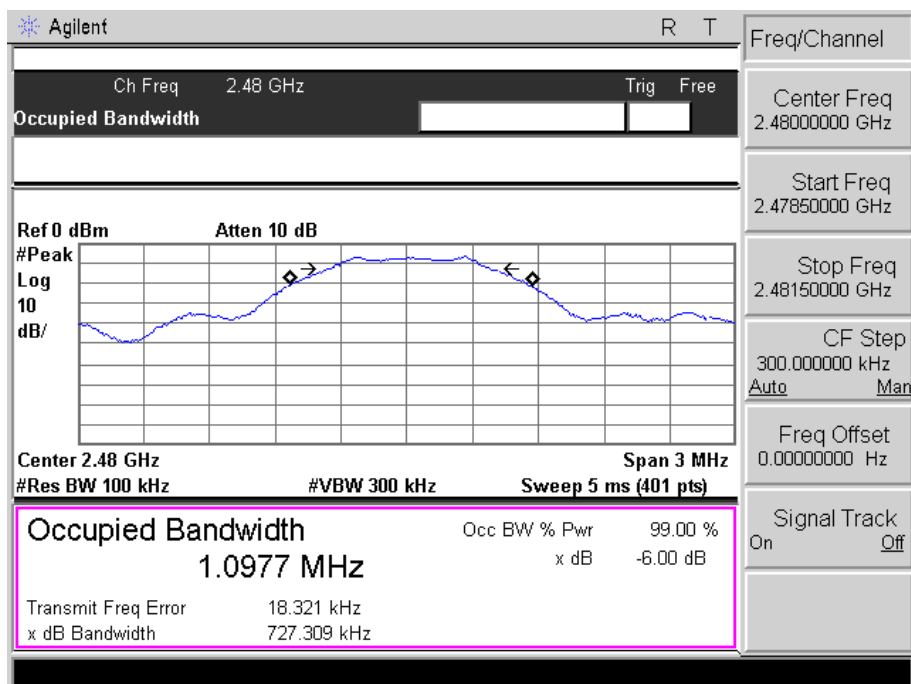 Agilent R T
Ch Freq 2.48 GHz Trig Free
Occupied Bandwidth
Ref 0 dBm Atten 10 dB
#Peak
Log
10
dB/
Center 2.48 GHz Span 3 MHz
#Res BW 100 kHz #VBW 300 kHz Sweep 5 ms (401 pts)
Occupied Bandwidth Occ BW % Pwr 99.00 %
1.0977 MHz x dB -6.00 dB
Transmit Freq Error 18.321 kHz
x dB Bandwidth 727.309 kHz
Freq/Channel
Center Freq
2.48000000 GHz
Start Freq
2.47850000 GHz
Stop Freq
2.48150000 GHz
CF Step
300.000000 kHz
Auto Man
Freq Offset
0.00000000 Hz
Signal Track
On Off